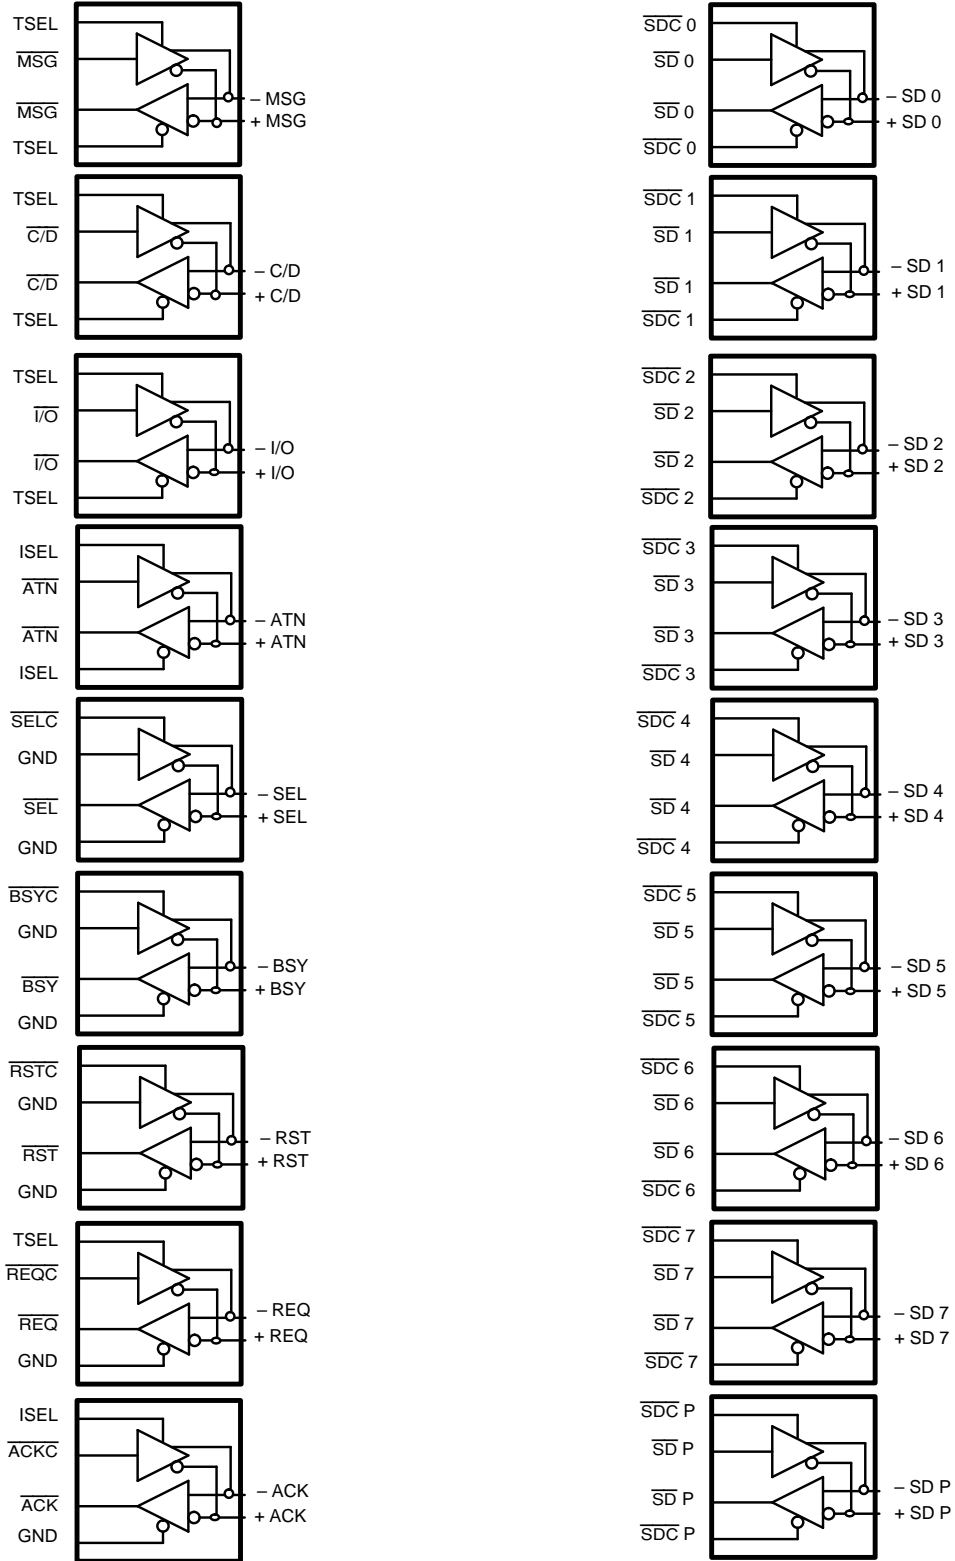 TSEL
MSG
MSG
TSEL
– MSG
+ MSG
TSEL
C/D
C/D
TSEL
– C/D
+ C/D
TSEL
I/O
I/O
TSEL
– I/O
+ I/O
ISEL
ATN
ATN
ISEL
– ATN
+ ATN
SELC
GND
SEL
GND
– SEL
+ SEL
BSYC
GND
BSY
GND
– BSY
+ BSY
RSTC
GND
RST
GND
– RST
+ RST
TSEL
REQC
REQ
GND
– REQ
+ REQ
ISEL
ACKC
ACK
GND
– ACK
+ ACK
SDC 0
SD 0
SD 0
SDC 0
– SD 0
+ SD 0
SDC 1
SD 1
SD 1
SDC 1
– SD 1
+ SD 1
SDC 2
SD 2
SD 2
SDC 2
– SD 2
+ SD 2
SDC 3
SD 3
SD 3
SDC 3
– SD 3
+ SD 3
SDC 4
SD 4
SD 4
SDC 4
– SD 4
+ SD 4
SDC 5
SD 5
SD 5
SDC 5
– SD 5
+ SD 5
SDC 6
SD 6
SD 6
SDC 6
– SD 6
+ SD 6
SDC 7
SD 7
SD 7
SDC 7
– SD 7
+ SD 7
SDC P
SD P
SD P
SDC P
– SD P
+ SD P